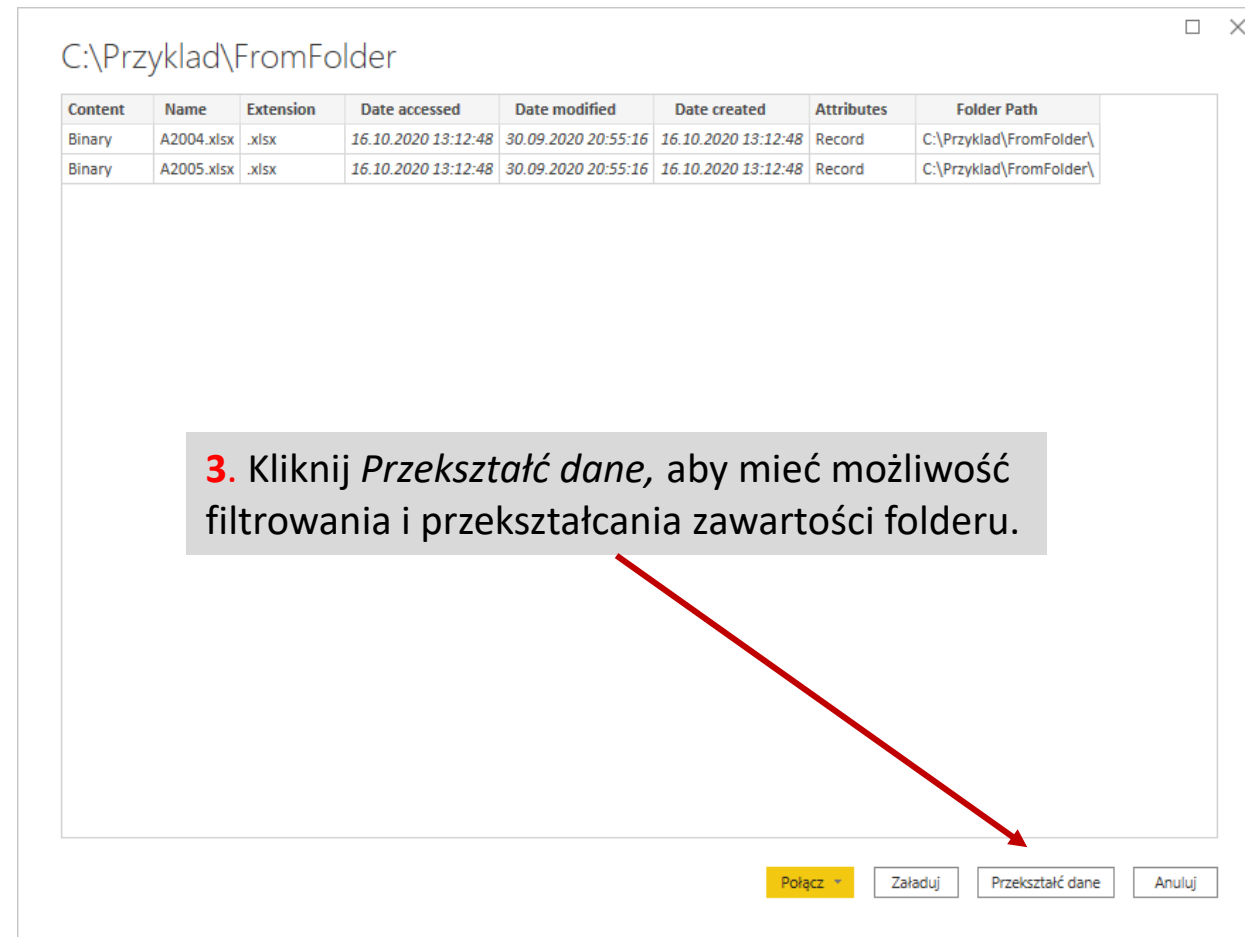 C:\Przyklad\FromFolder
Content Name Extension Date accessed Date modified Date created Attributes Folder Path
Binary A2004.xlsx .xlsx 16.10.2020 13:12:48 30.09.2020 20:55:16 16.10.2020 13:12:48 Record C:\Przyklad\FromFolder\
Binary A2005.xlsx .xlsx 16.10.2020 13:12:48 30.09.2020 20:55:16 16.10.2020 13:12:48 Record C:\Przyklad\FromFolder\
3. Kliknij Przekształć dane, aby mieć możliwość
filtrowania i przekształcania zawartości folderu.
Połącz Załaduj Przekształć dane Anuluj